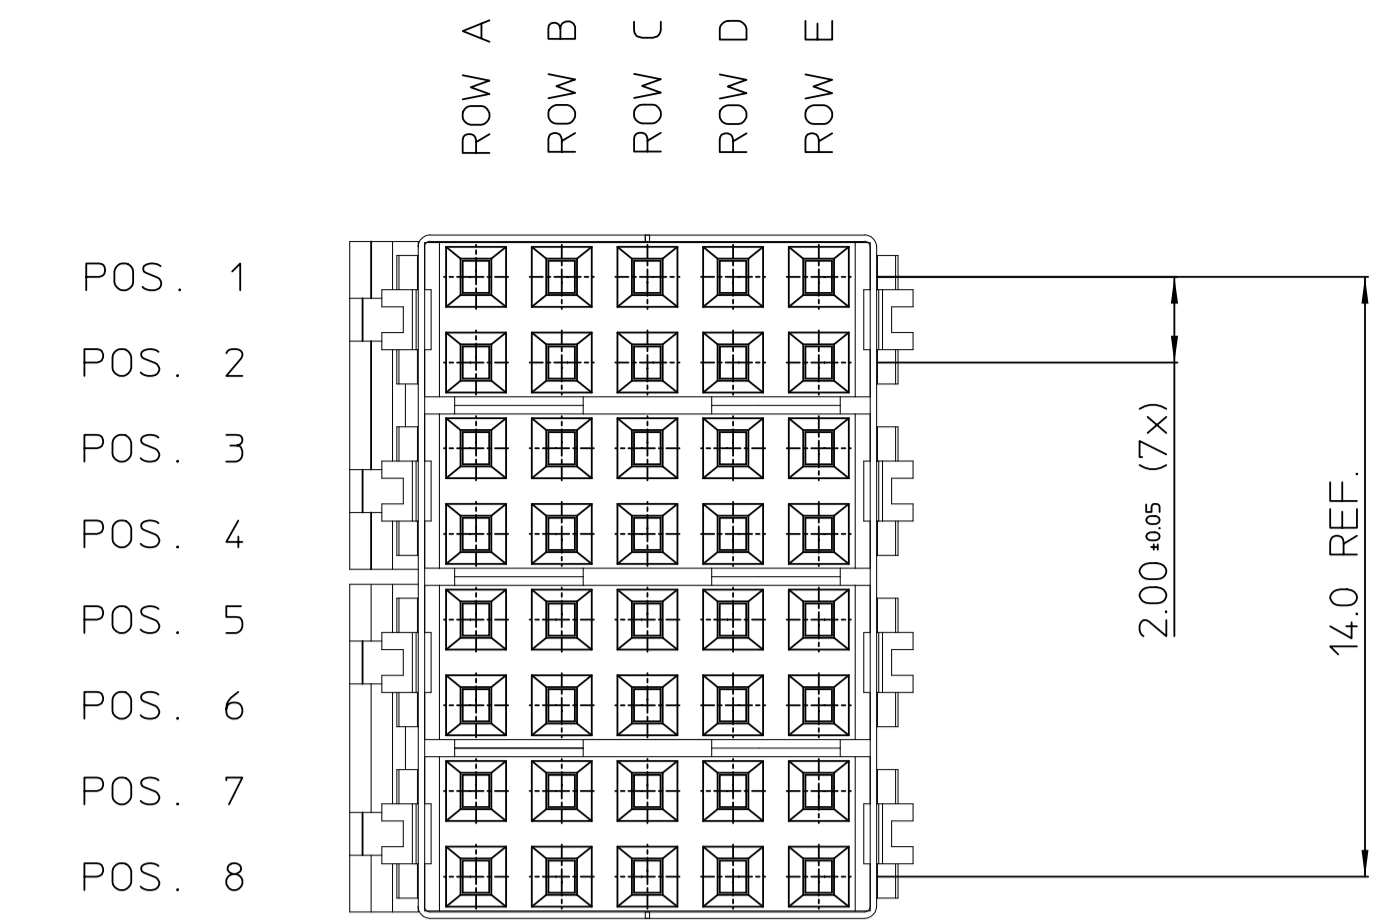 ROW A
ROW B
ROW C
ROW D
ROW E
POS. 1
POS. 2
POS. 3
POS. 4
POS. 5
POS. 6
POS. 7
POS. 8
2.00 ±0.05 (7x)
14.0 REF.